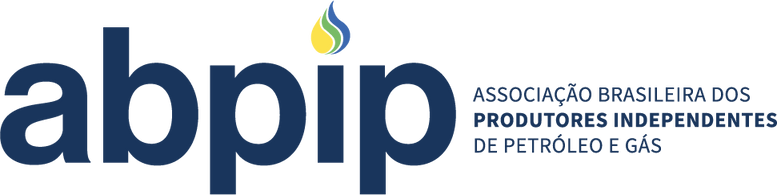 abpip
ASSOCIAÇÃO BRASILEIRA DOS
PRODUTORES INDEPENDENTES
DE PETRÓLEO E GÁS